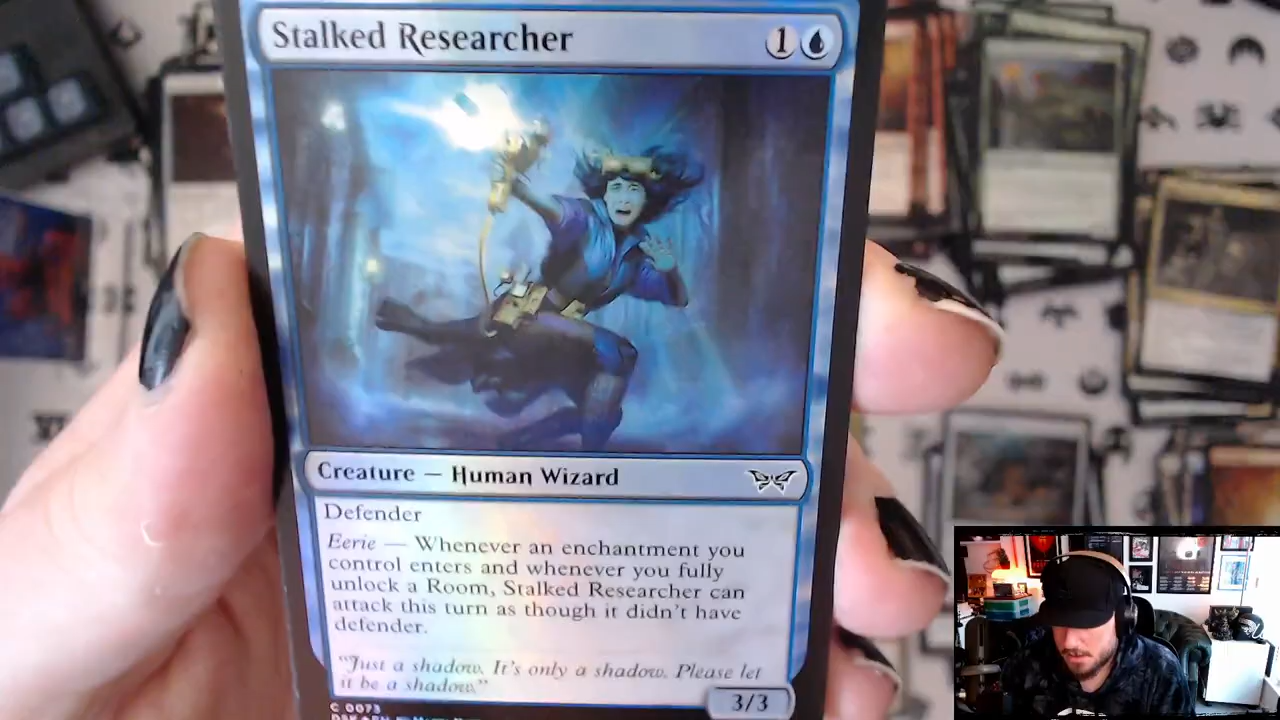 Stalked Researcher 1
Creature — Human Wizard
Defender
Eerie — Whenever an enchantment you
control enters and whenever you fully
unlock a Room, Stalked Researcher can
attack this turn as though it didn't have
defender.
"Just a shadow. It's only a shadow. Please let
it be a shadow."
3/3
C 0073